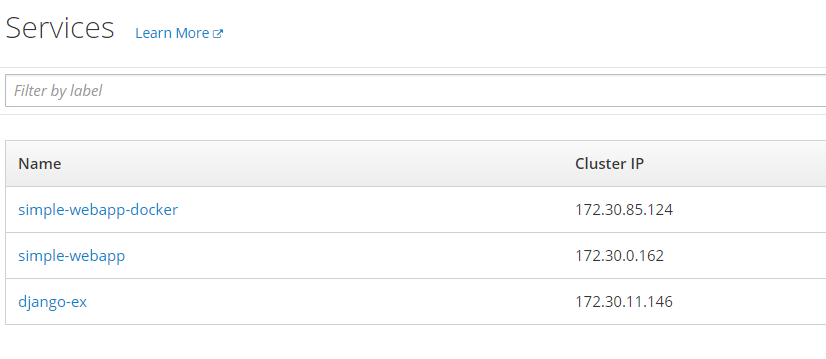 Services Learn More
Filter by label
Name Cluster IP
simple-webapp-docker 172.30.85.124
simple-webapp 172.30.0.162
django-ex 172.30.11.146